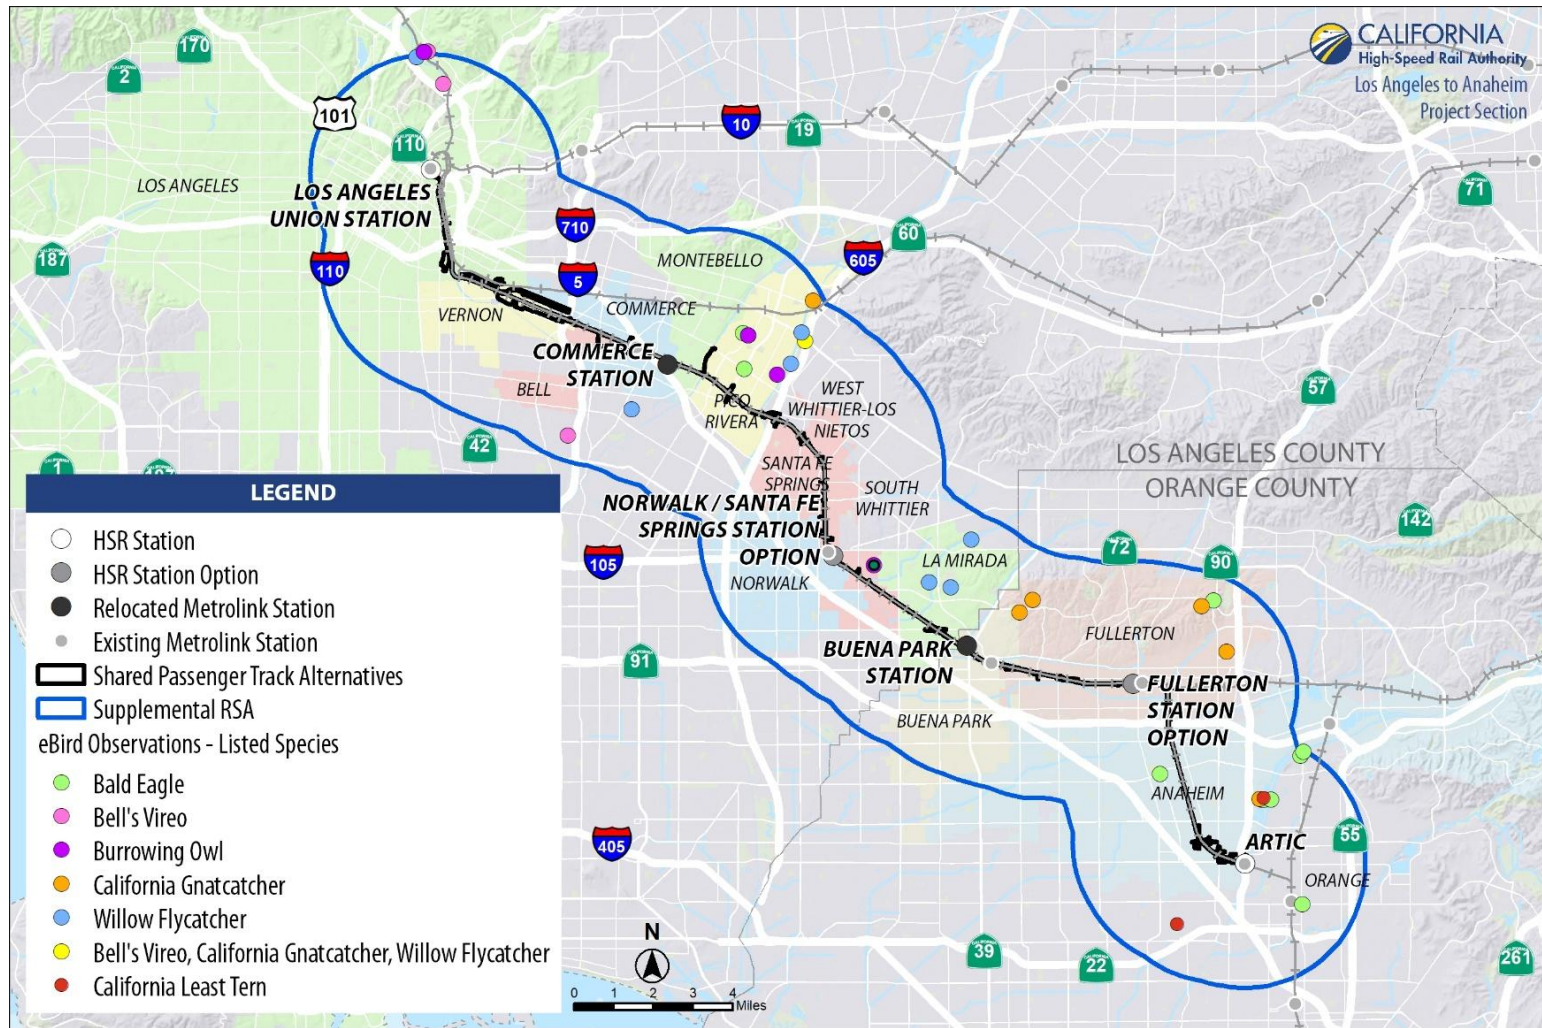 CALIFORNIA
High-Speed Rail Authority
Los Angeles to Anaheim
Project Section
170
2
101
10
CALIFORNIA
19
110
LOS ANGELES
71
LOS ANGELES
UNION STATION
710
60
187
110
5
MONTEBELLO
605
VERNON
COMMERCE
COMMERCE
STATION
BELL
PICO
RIVERA
WEST
WHITTIER-LOS
NIETOS
57
42
1
LOS ANGELES COUNTY
ORANGE COUNTY
SANTA FE
SPRINGS
SOUTH
WHITTIER
NORWALK / SANTA FE
SPRINGS STATION
OPTION
142
72
90
105
NORWALK
LA MIRADA
FULLERTON
91
BUENA PARK
STATION
FULLERTON
STATION
OPTION
BUENA PARK
ANAHEIM
405
ARTIC
55
ORANGE
39
22
261
LEGEND
HSR Station
HSR Station Option
Relocated Metrolink Station
Existing Metrolink Station
Shared Passenger Track Alternatives
Supplemental RSA
eBird Observations - Listed Species
Bald Eagle
Bell's Vireo
Burrowing Owl
California Gnatcatcher
Willow Flycatcher
Bell's Vireo, California Gnatcatcher, Willow Flycatcher
California Least Tern
N
0 1 2 3 4
Miles